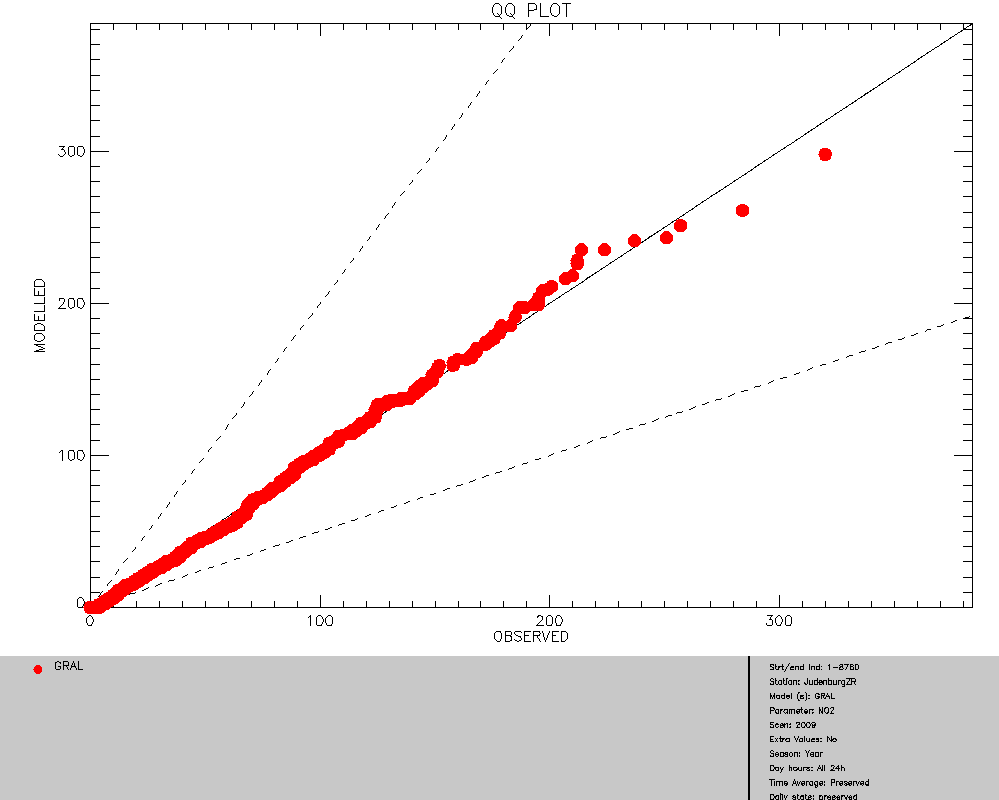 QQ PLOT
300
200
100
0
MODELLED
0 100 200 300
OBSERVED
GRAL
Strt/end Ind: 1-8760
Station: JudenburgZR
Model (s): GRAL
Parameter: NO2
Scen: 2009
Extra Values: No
Season: Year
Day hours: All 24h
Time Average: Preserved
Daily stats: preserved